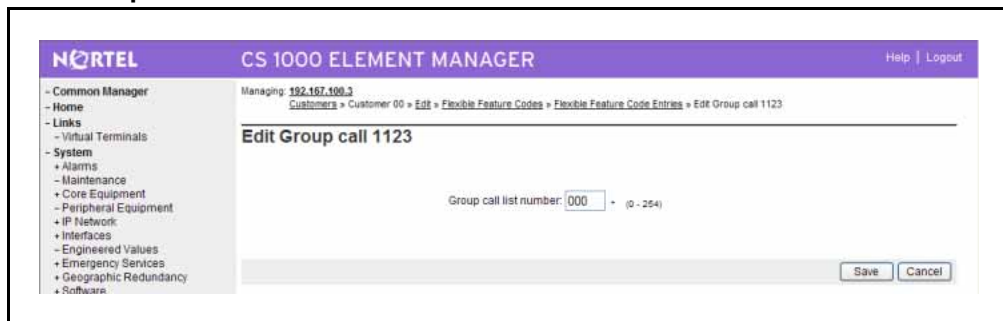 NORTEL
CS 1000 ELEMENT MANAGER
Help | Logout
- Common Manager
- Home
- Links
- Virtual Terminals
- System
+ Alarms
- Maintenance
+ Core Equipment
- Peripheral Equipment
+ IP Network
+ Interfaces
- Engineered Values
+ Emergency Services
+ Geographic Redundancy
+ Software
Managing: 192.167.100.3
Customers » Customer 00 » Edit » Flexible Feature Codes » Flexible Feature Code Entries » Edit Group call 1123
Edit Group call 1123
Group call list number: 000 * (0 - 254)
Save Cancel